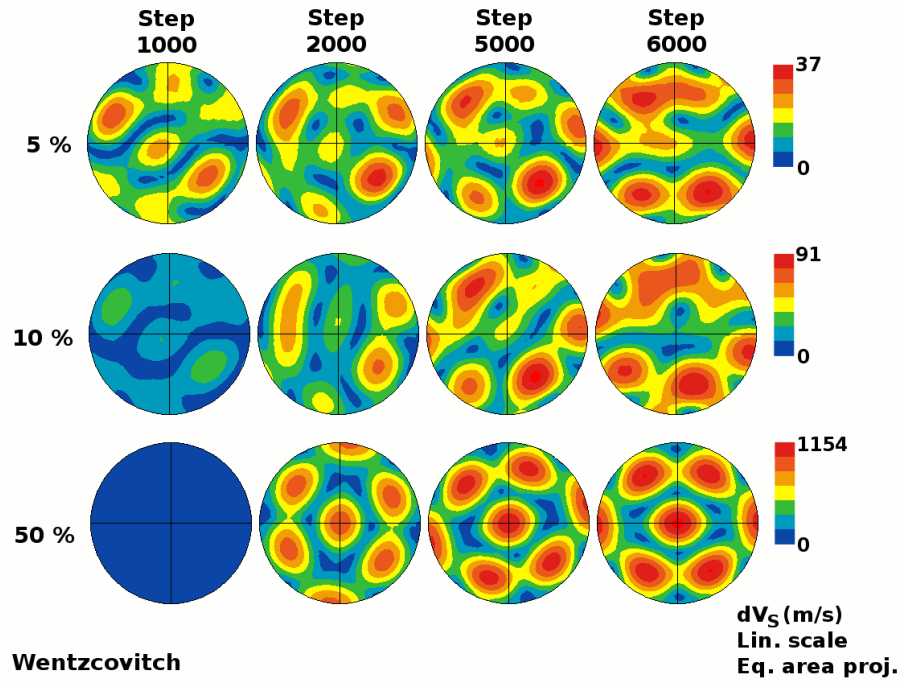 Step 1000
Step 2000
Step 5000
Step 6000
37
5 %
0
91
10 %
0
1154
50 %
0
dVS(m/s)
Lin. scale
Wentzcovitch
Eq. area proj.